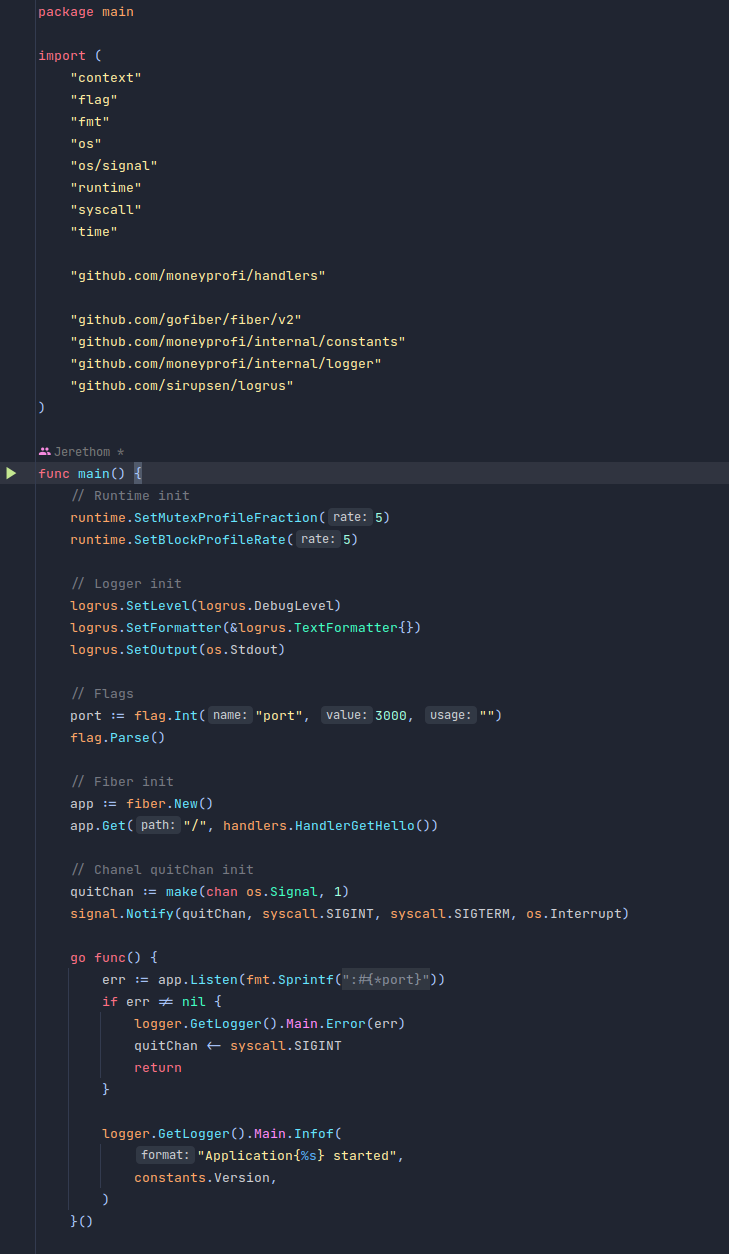 package main
import (
"context"
"flag"
"fmt"
"os"
"os/signal"
"runtime"
"syscall"
"time"
"github.com/moneyprofi/handlers"
"github.com/gofiber/fiber/v2"
"github.com/moneyprofi/internal/constants"
"github.com/moneyprofi/internal/logger"
"github.com/sirupsen/logrus"
)
Jerethom *
func main() {
// Runtime init
runtime.SetMutexProfileFraction( rate: 5)
runtime.SetBlockProfileRate( rate: 5)
// Logger init
logrus.SetLevel(logrus.DebugLevel)
logrus.SetFormatter(&logrus.TextFormatter{})
logrus.SetOutput(os.Stdout)
// Flags
port := flag.Int( name: "port", value: 3000, usage: "")
flag.Parse()
// Fiber init
app := fiber.New()
app.Get( path: "/", handlers.HandlerGetHello())
// Chanel quitChan init
quitChan := make(chan os.Signal, 1)
signal.Notify(quitChan, syscall.SIGINT, syscall.SIGTERM, os.Interrupt)
go func() {
err := app.Listen(fmt.Sprintf(":#{*port}"))
if err != nil {
logger.GetLogger().Main.Error(err)
quitChan <- syscall.SIGINT
return
}
logger.GetLogger().Main.Infof(
format: "Application{%s} started",
constants.Version,
)
}()